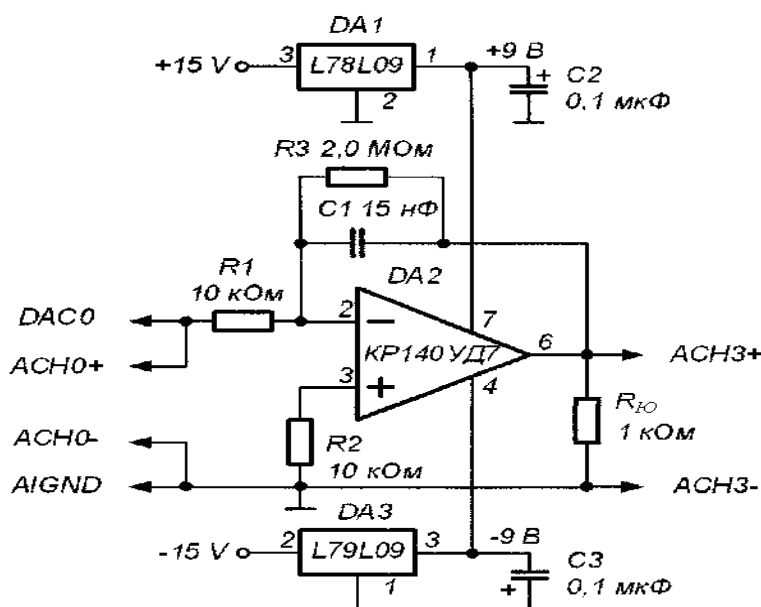 DA1
+15 V 3 L78L09 1 +9 В
2
+ C2
0,1 мкФ
R3 2,0 МОм
C1 15 нФ
R1
10 кОм
DA2
DAC0
2 − 7
КР140УД7 6
ACH0+ ACH3+
3 + 4
ACH0-
R2
10 кОм
RЮ
1 кОм
AIGND ACH3-
DA3
-15 V 2 L79L09 3 -9 В
1
+ C3
0,1 мкФ